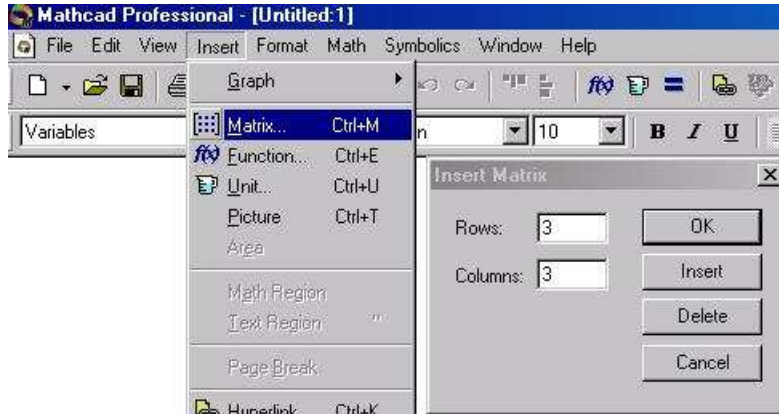 Mathcad Professional - [Untitled:1]
File Edit View Insert Format Math Symbolics Window Help
Variables
n
10
B I U
Graph
Matrix... Ctrl+M
Function... Ctrl+E
Unit... Ctrl+U
Picture Ctrl+T
Area
Math Region
Text Region "
Page Break
Hyperlink Ctrl+K
Insert Matrix
Rows: 3
Columns: 3
OK
Insert
Delete
Cancel